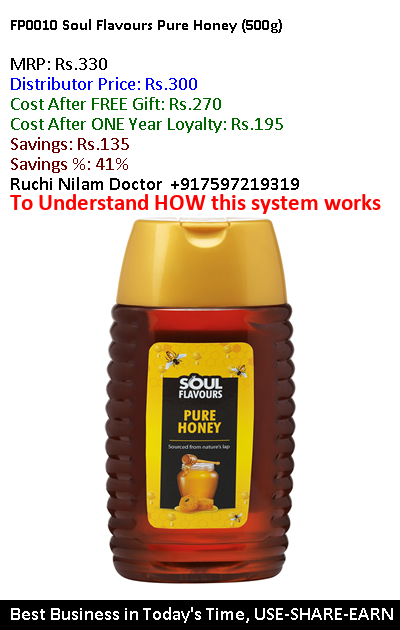 FP0010 Soul Flavours Pure Honey (500g)
MRP: Rs.330
Distributor Price: Rs.300
Cost After FREE Gift: Rs.270
Cost After ONE Year Loyalty: Rs.195
Savings: Rs.135
Savings %: 41%
Ruchi Nilam Doctor +917597219319
To Understand HOW this system works
SOUL
FLAVOURS
PURE
HONEY
Sourced from nature's lap
Best Business in Today's Time, USE-SHARE-EARN